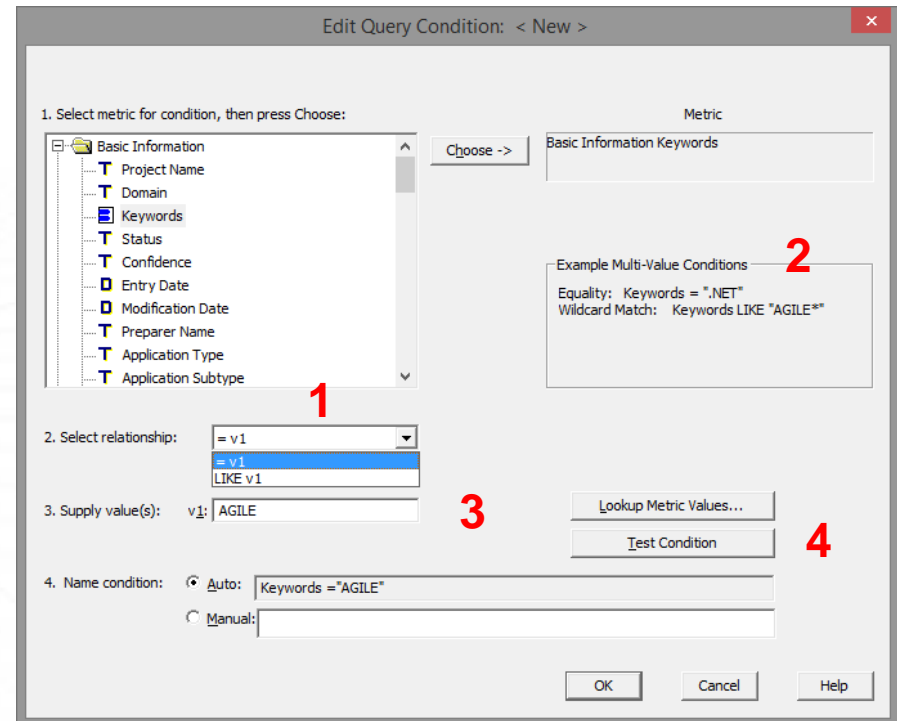 Edit Query Condition: < New >
1. Select metric for condition, then press Choose:
Metric
Basic Information
Project Name
Domain
Keywords
Status
Confidence
Entry Date
Modification Date
Preparer Name
Application Type
Application Subtype
Choose ->
Basic Information Keywords
2
Example Multi-Value Conditions
Equality: Keywords = ".NET"
Wildcard Match: Keywords LIKE "AGILE*"
1
2. Select relationship:
= v1
= v1
LIKE v1
3. Supply value(s): v1: AGILE
3
Lookup Metric Values...
Test Condition
4
4. Name condition: Auto: Keywords ="AGILE"
Manual:
OK Cancel Help